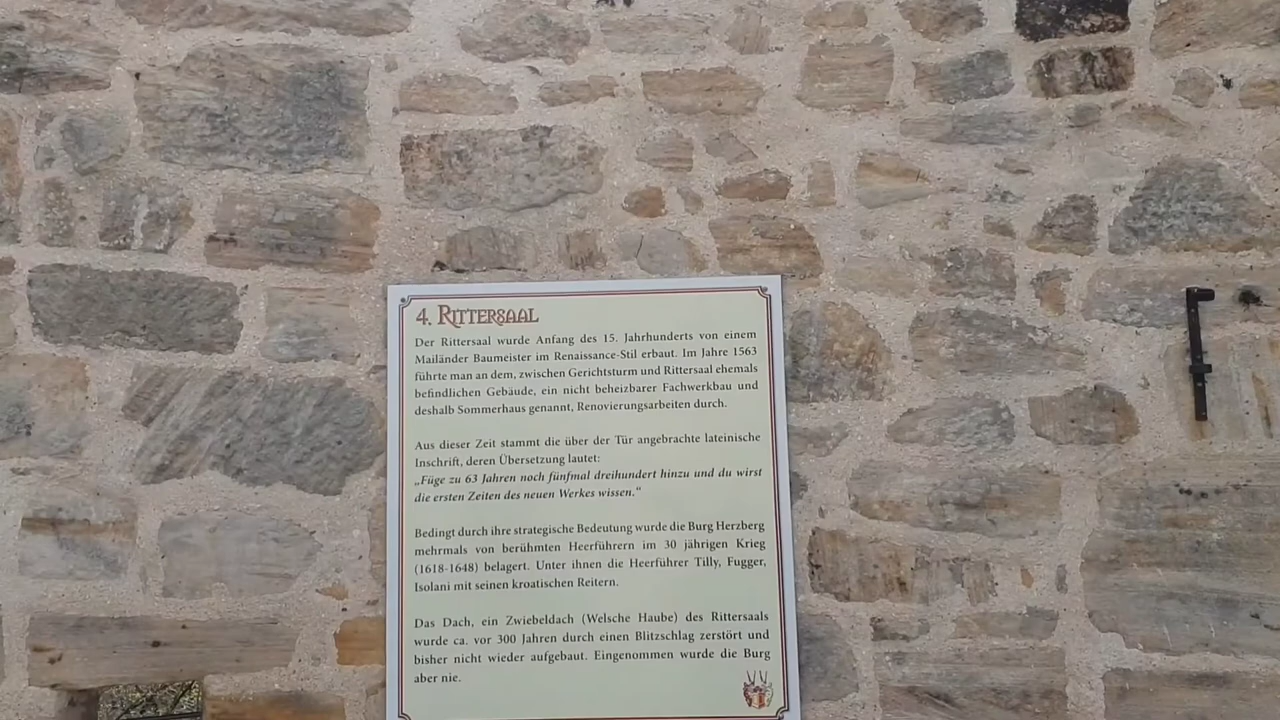 4. RITTERSAAL
Der Rittersaal wurde Anfang des 15. Jahrhunderts von einem
Mailänder Baumeister im Renaissance-Stil erbaut. Im Jahre 1563
führte man an dem, zwischen Gerichtsturm und Rittersaal ehemals
befindlichen Gebäude, ein nicht beheizbarer Fachwerkbau und
deshalb Sommerhaus genannt, Renovierungsarbeiten durch.
Aus dieser Zeit stammt die über der Tür angebrachte lateinische
Inschrift, deren Übersetzung lautet:
„Füge zu 63 Jahren noch fünfmal dreihundert hinzu und du wirst
die ersten Zeiten des neuen Werkes wissen.“
Bedingt durch ihre strategische Bedeutung wurde die Burg Herzberg
mehrmals von berühmten Heerführern im 30 jährigen Krieg
(1618-1648) belagert. Unter ihnen die Heerführer Tilly, Fugger,
Isolani mit seinen kroatischen Reitern.
Das Dach, ein Zwiebeldach (Welsche Haube) des Rittersaals
wurde ca. vor 300 Jahren durch einen Blitzschlag zerstört und
bisher nicht wieder aufgebaut. Eingenommen wurde die Burg
aber nie.